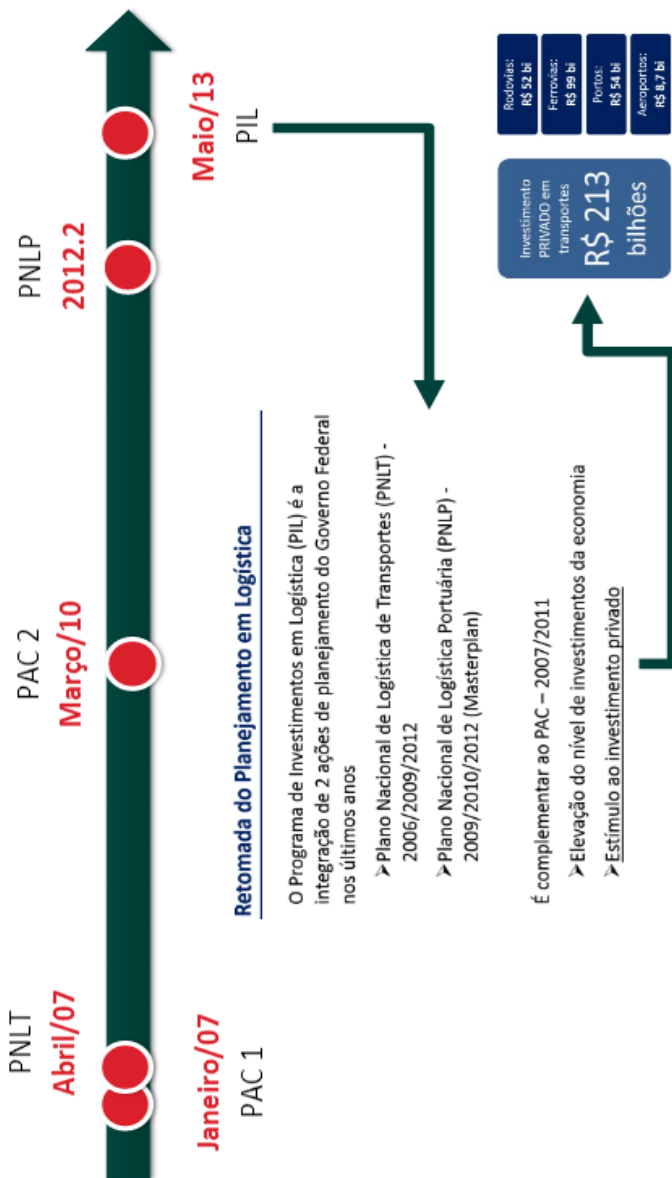 PNLT
Abril/07
PAC 2
Março/10
PNLP
2012.2
Janeiro/07
PAC 1
Maio/13
PIL
Retomada do Planejamento em Logística
O Programa de Investimentos em Logística (PIL) é a
integração de 2 ações de planejamento do Governo Federal
nos últimos anos
➢Plano Nacional de Logística de Transportes (PNLT) -
2006/2009/2012
➢Plano Nacional de Logística Portuária (PNLP) -
2009/2010/2012 (Masterplan)
É complementar ao PAC – 2007/2011
➢Elevação do nível de investimentos da economia
➢Estímulo ao investimento privado
Investimento
PRIVADO em
transportes
R$ 213
bilhões
Rodovias:
R$ 52 bi
Ferrovias:
R$ 99 bi
Portos:
R$ 54 bi
Aeroportos:
R$ 8,7 bi